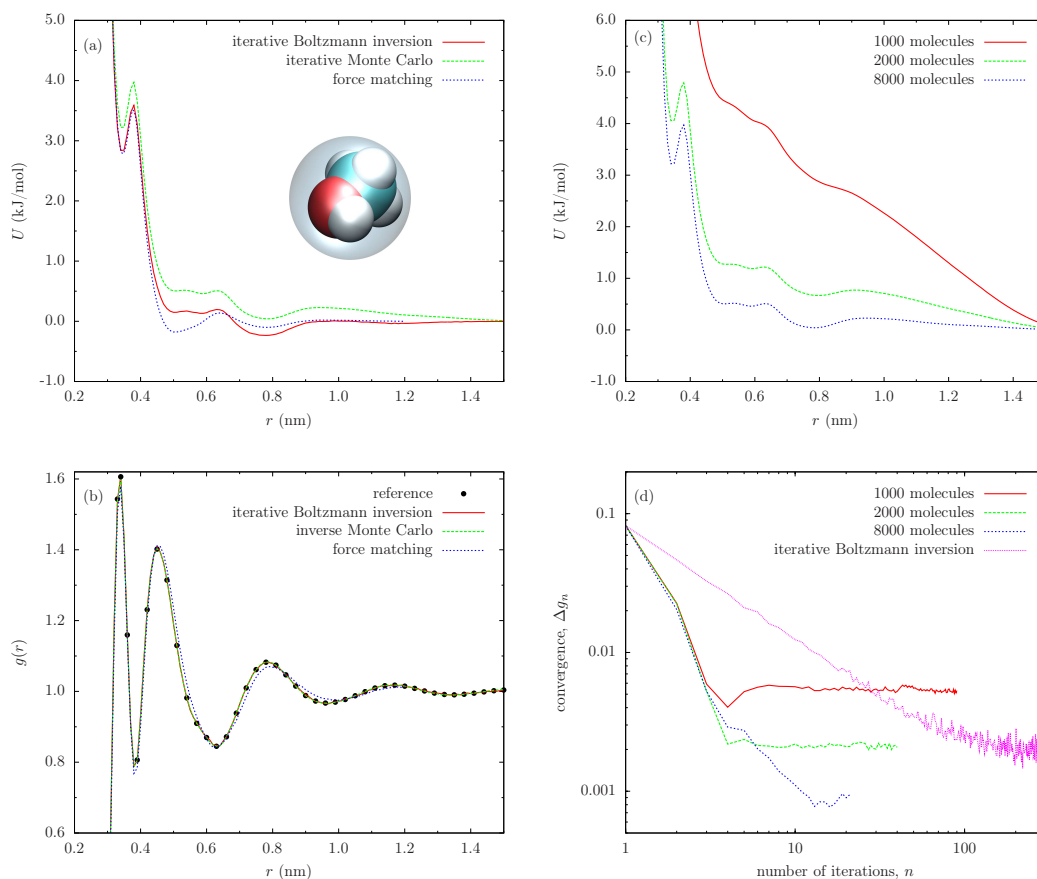 (a)
iterative Boltzmann inversion
iterative Monte Carlo
force matching
5.0
4.0
3.0
2.0
1.0
0.0
-1.0
U (kJ/mol)
0.2 0.4 0.6 0.8 1.0 1.2 1.4
r (nm)
(c)
1000 molecules
2000 molecules
8000 molecules
6.0
5.0
4.0
3.0
2.0
1.0
0.0
-1.0
U (kJ/mol)
0.2 0.4 0.6 0.8 1.0 1.2 1.4
r (nm)
(b)
reference
iterative Boltzmann inversion
inverse Monte Carlo
force matching
1.6
1.4
1.2
1.0
0.8
0.6
g(r)
0.2 0.4 0.6 0.8 1.0 1.2 1.4
r (nm)
(d)
1000 molecules
2000 molecules
8000 molecules
iterative Boltzmann inversion
0.1
0.01
0.001
convergence, Δgₙ
1 10 100
number of iterations, n